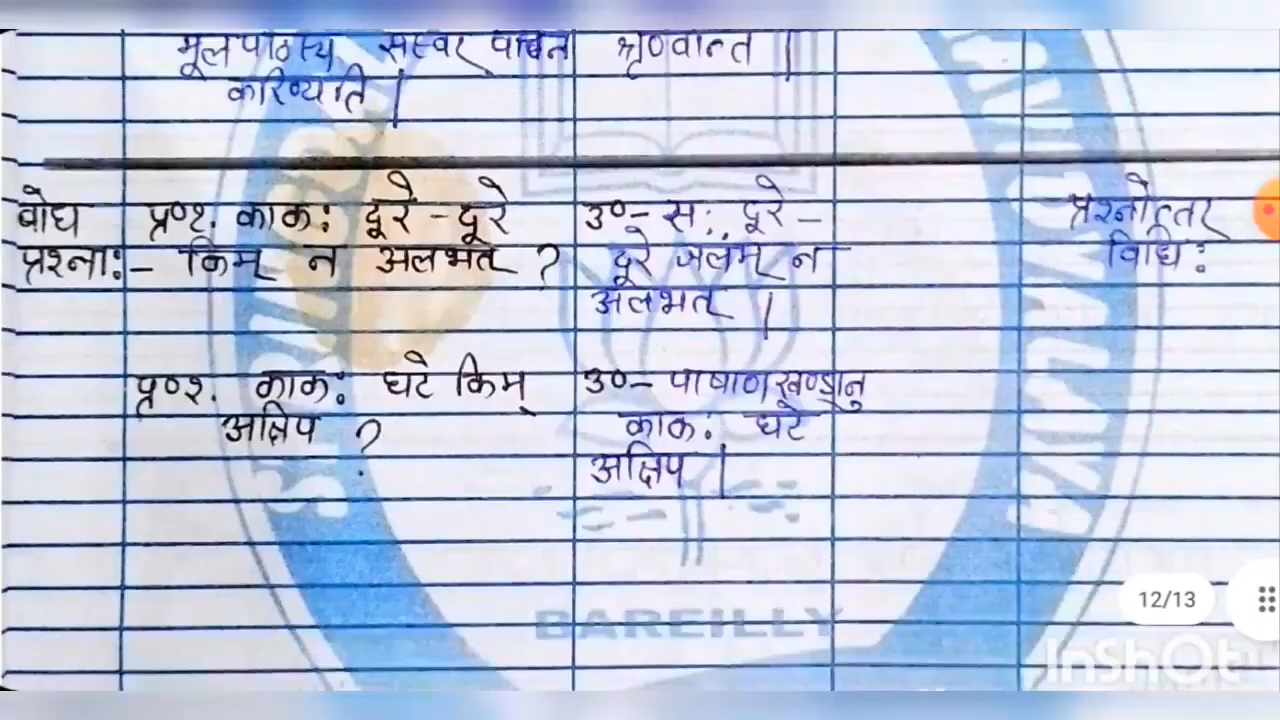 मूलपाठस्य सस्वर वाचन श्रृण्वान्त |
करिष्यति |
बोध प्र०१. काकः दूरे - दूरे उ०- सः दूरे - प्रश्नोत्तर
प्रश्नाः- किम् न अलभत् ? दूरे जलम् न विधिः
अलभत् |
प्र०२. काकः घटे किम् उ०- पाषाणखण्डानु
अक्षिप ? काकः घटे
अक्षिप |
BAREILLY
12/13
InShOt